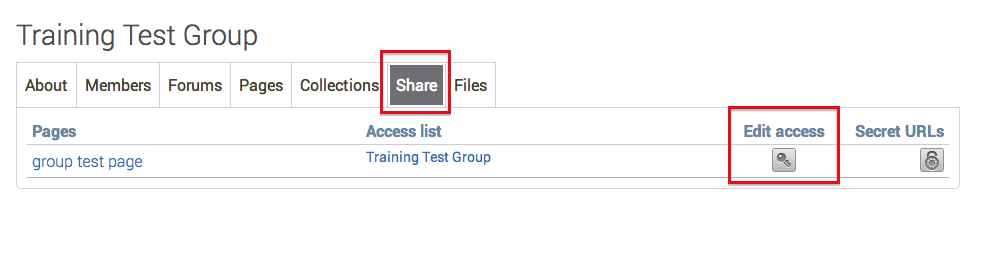 Training Test Group
About Members Forums Pages Collections Share Files
Pages Access list Edit access Secret URLs
group test page Training Test Group